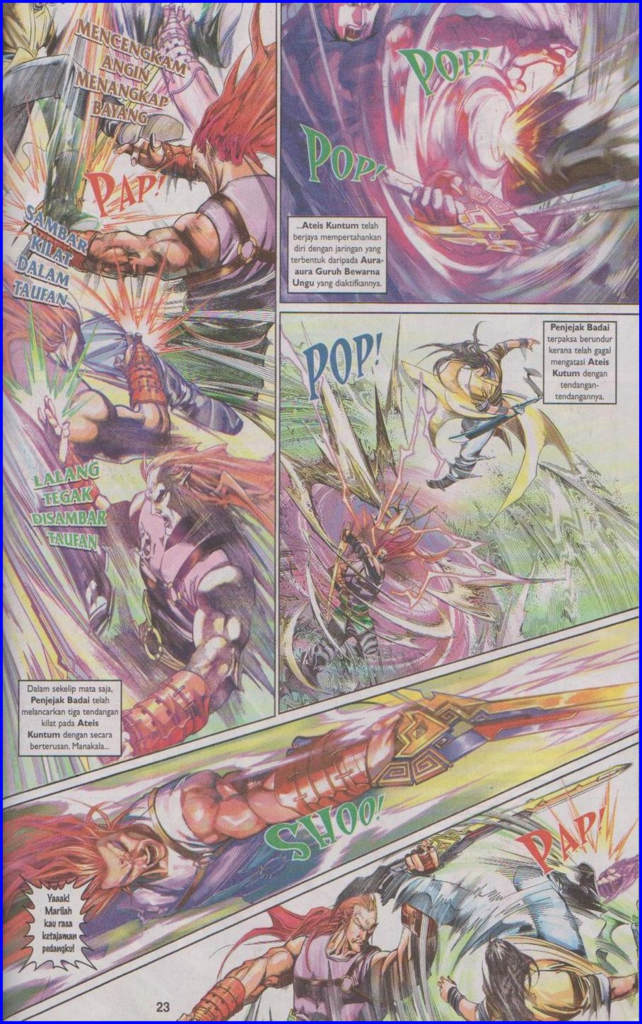 MENCENGKAM
ANGIN
MENANGKAP
BAYANG
PAP!
SAMBAR
KILAT
DALAM
TAUFAN
LALANG
TEGAK
DISAMBAR
TAUFAN
Dalam sekelip mata saja,
Penjejak Badai telah
melancarkan tiga tendangan
kilat pada Ateis
Kuntum dengan secara
berterusan. Manakala...
POP!
POP!
...Ateis Kuntum telah
berjaya mempertahankan
diri dengan jaringan yang
terbentuk daripada Aura-
aura Guruh Bewarna
Ungu yang diaktifkannya.
POP!
Penjejak Badai
terpaksa berundur
kerana telah gagal
mengatasi Ateis
Kutum dengan
tendangan-
tendangannya.
SHOO!
Yaaak!
Marilah
kau rasa
ketajaman
pedangku!
PAP!
23